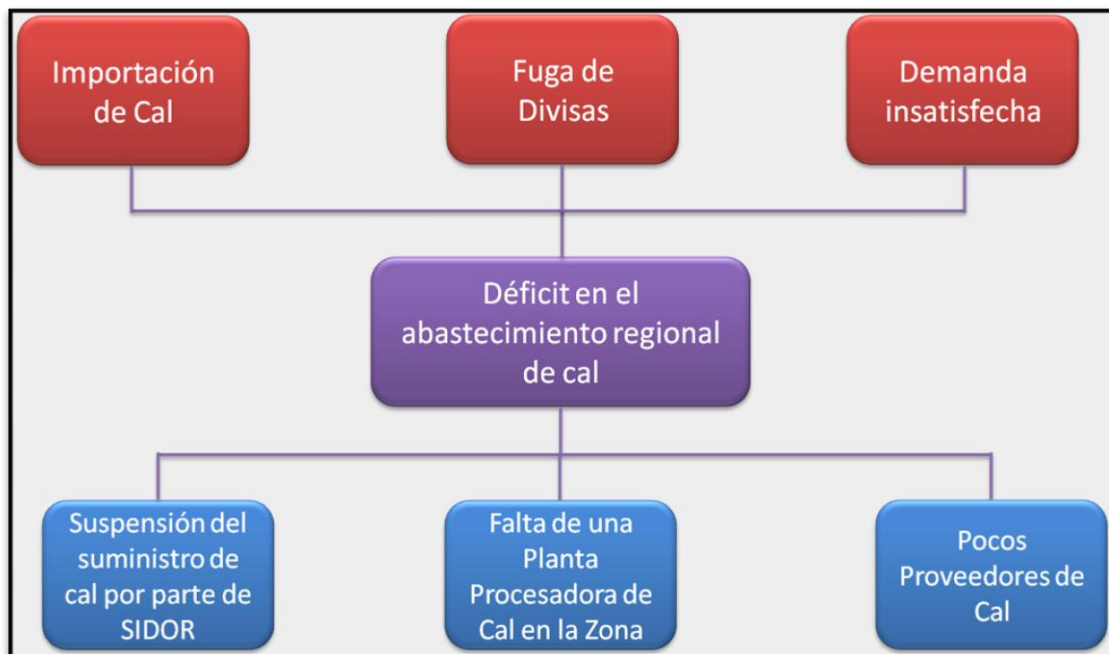 Importación
de Cal
Fuga de
Divisas
Demanda
insatisfecha
Déficit en el
abastecimiento regional
de cal
Suspensión del
suministro de
cal por parte de
SIDOR
Falta de una
Planta
Procesadora de
Cal en la Zona
Pocos
Proveedores de
Cal